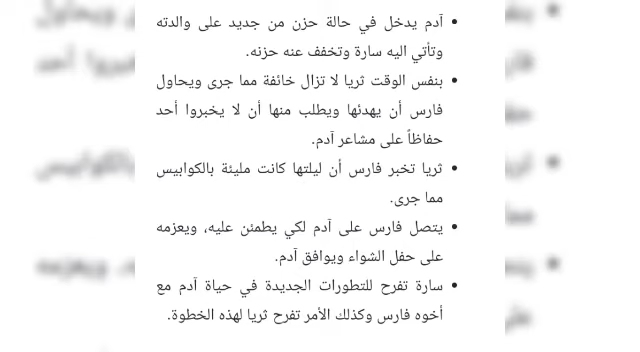 • آدم يدخل في حالة حزن من جديد على والدته
وتأتي اليه سارة وتخفف عنه حزنه.
• بنفس الوقت ثريا لا تزال خائفة مما جرى ويحاول
فارس أن يهدئها ويطلب منها أن لا يخبروا أحد
حفاظاً على مشاعر آدم.
• ثريا تخبر فارس أن ليلتها كانت مليئة بالكوابيس
مما جرى.
• يتصل فارس على آدم لكي يطمئن عليه، ويعزمه
على حفل الشواء ويوافق آدم.
• سارة تفرح للتطورات الجديدة في حياة آدم مع
أخوه فارس وكذلك الأمر تفرح ثريا لهذه الخطوة.